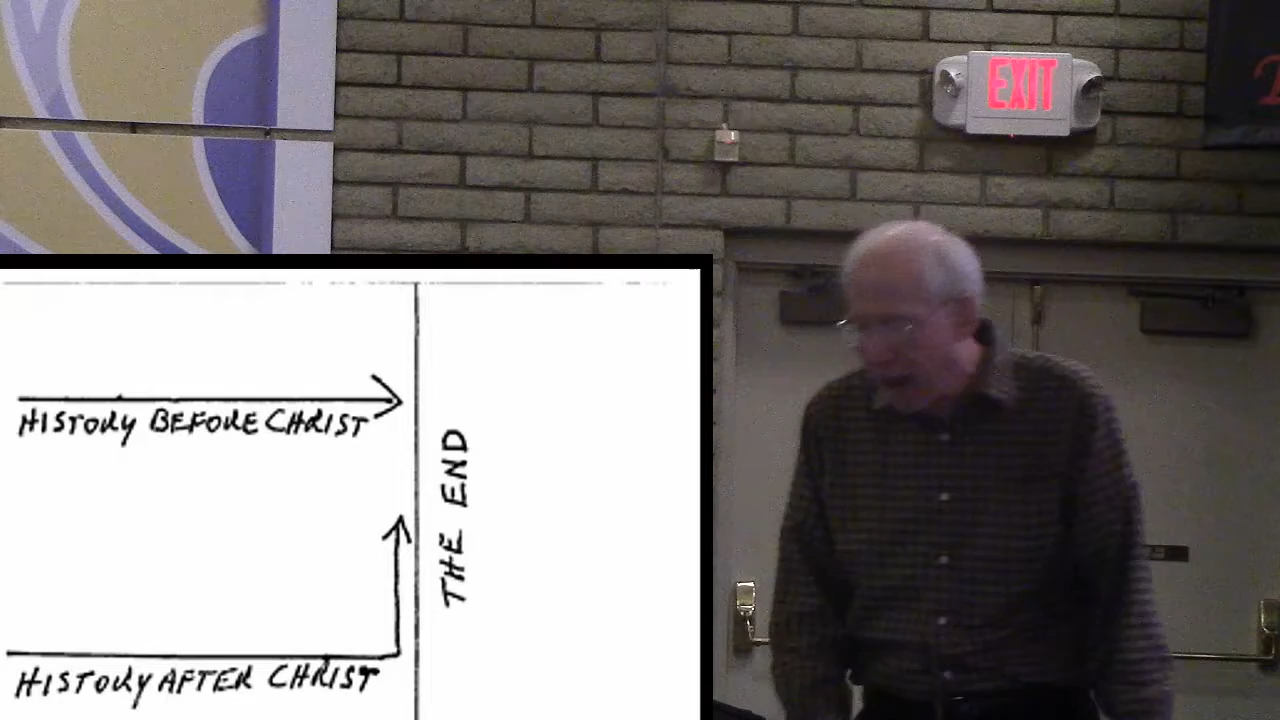 EXIT
HISTORY BEFORE CHRIST
THE END
HISTORY AFTER CHRIST